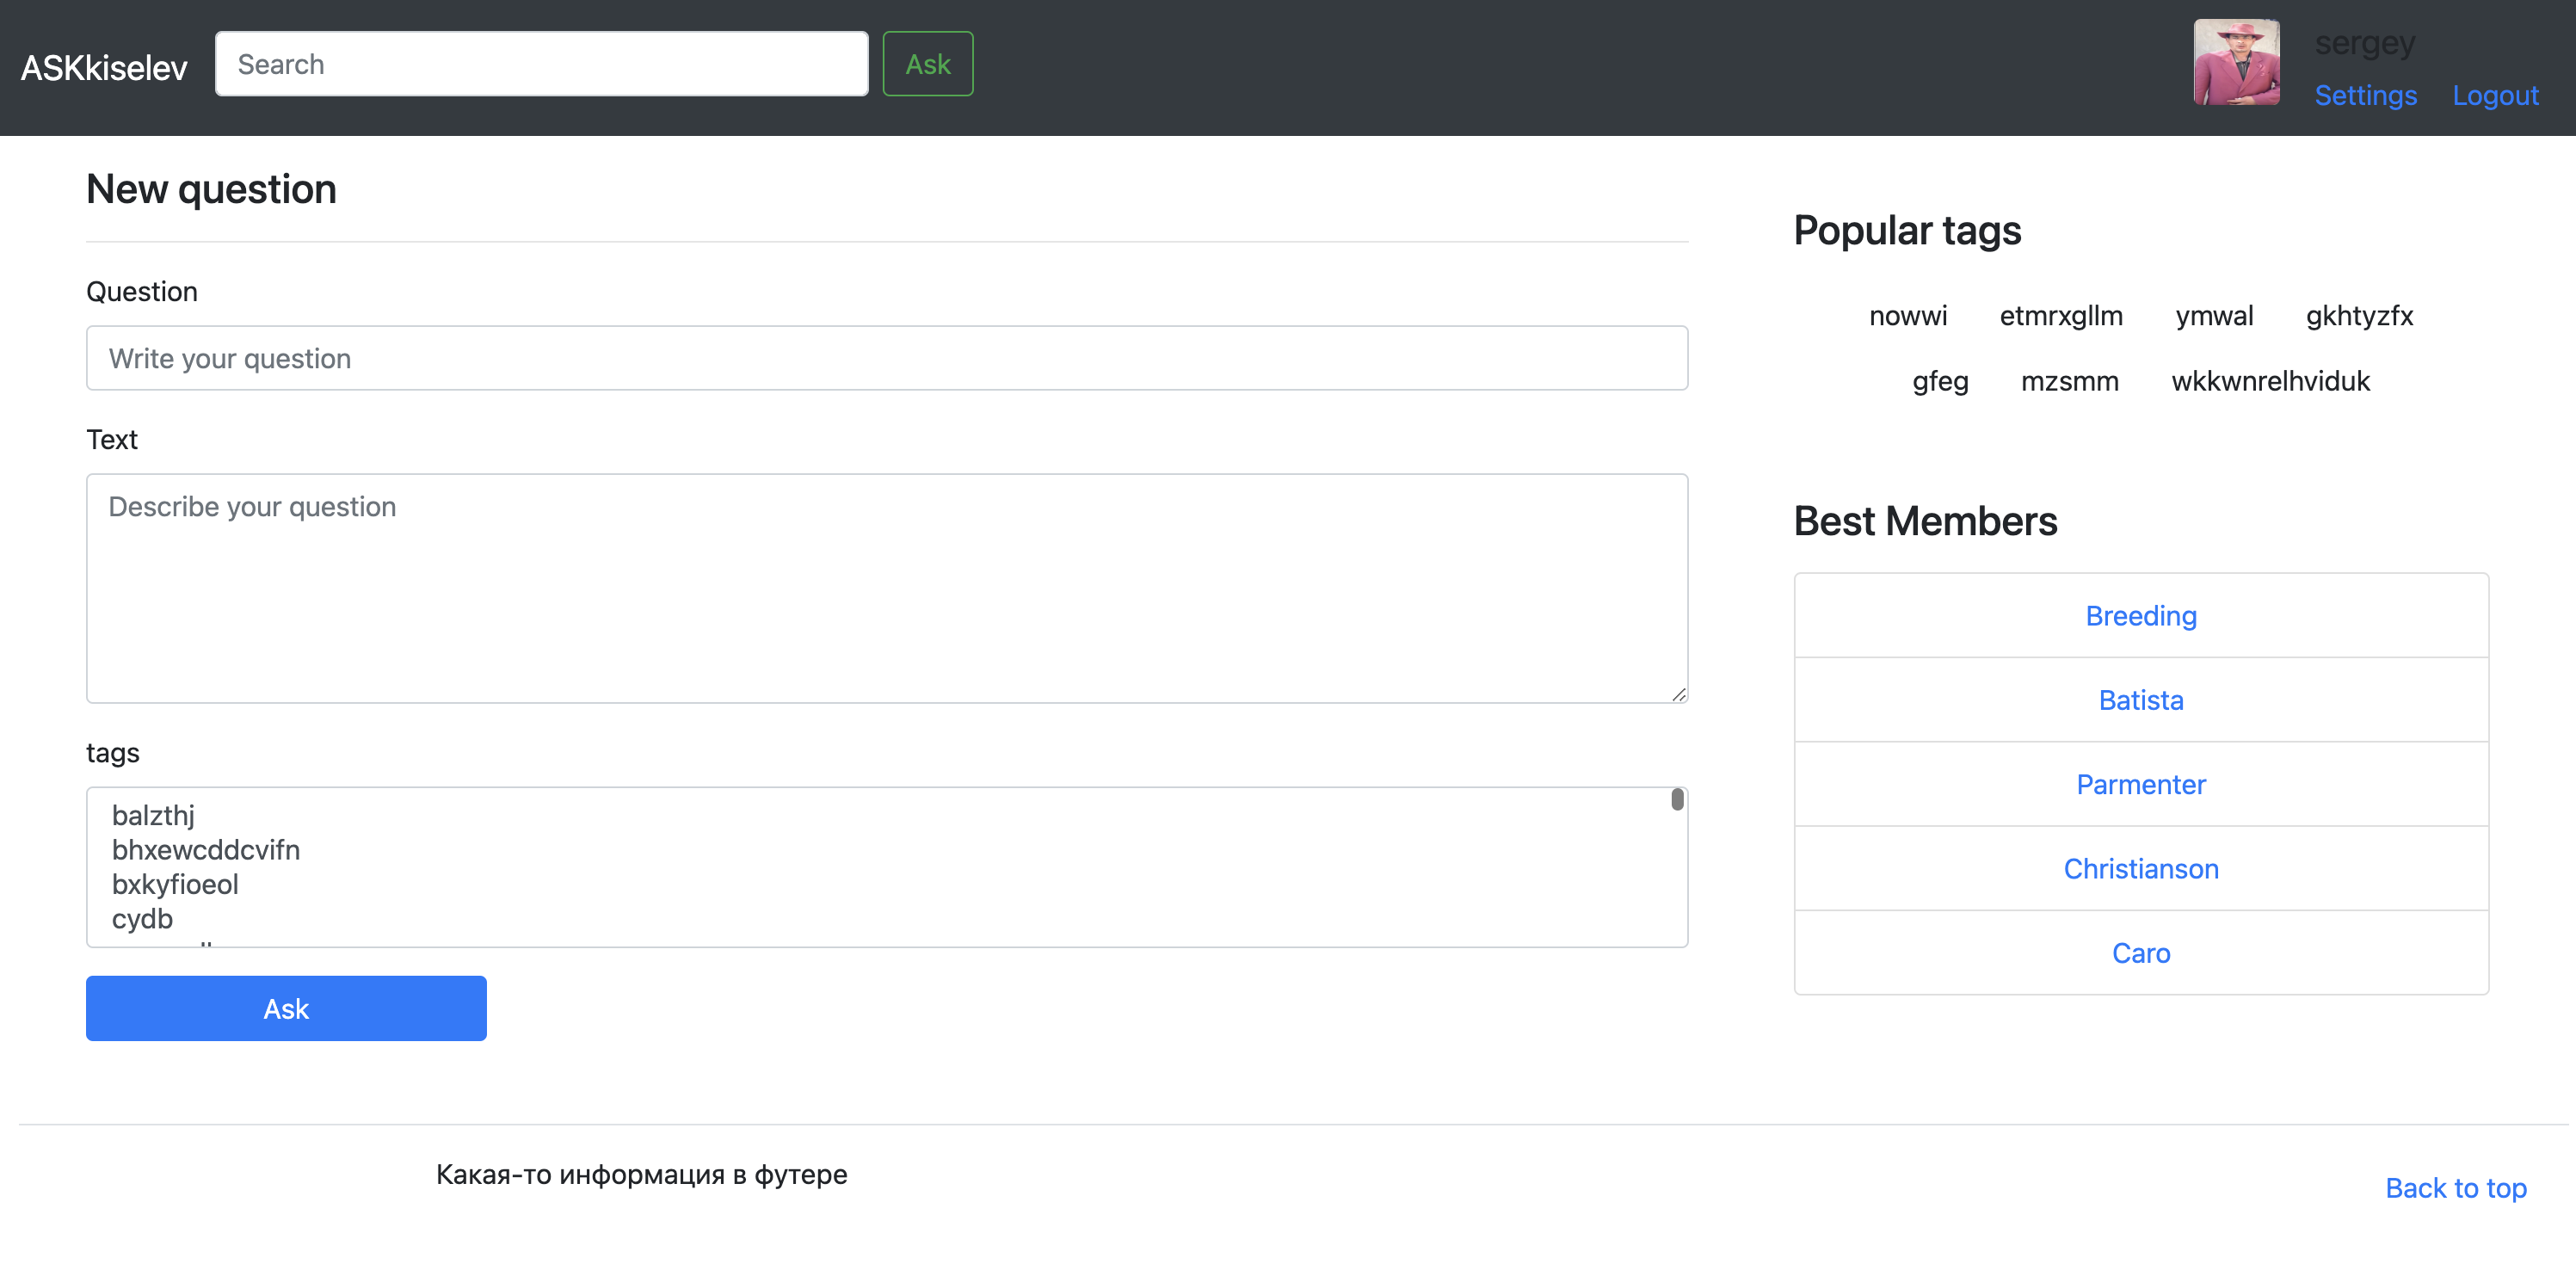 ASKkiselev
Search
Ask
sergey
Settings Logout
New question
Question
Write your question
Text
Describe your question
tags
balzthj
bhxewcddcvifn
bxkyfioeol
cydb
Ask
Popular tags
nowwi etmrxgllm ymwal gkhtyzfx
gfeg mzsmm wkkwnrelhviduk
Best Members
Breeding
Batista
Parmenter
Christianson
Caro
Какая-то информация в футере
Back to top